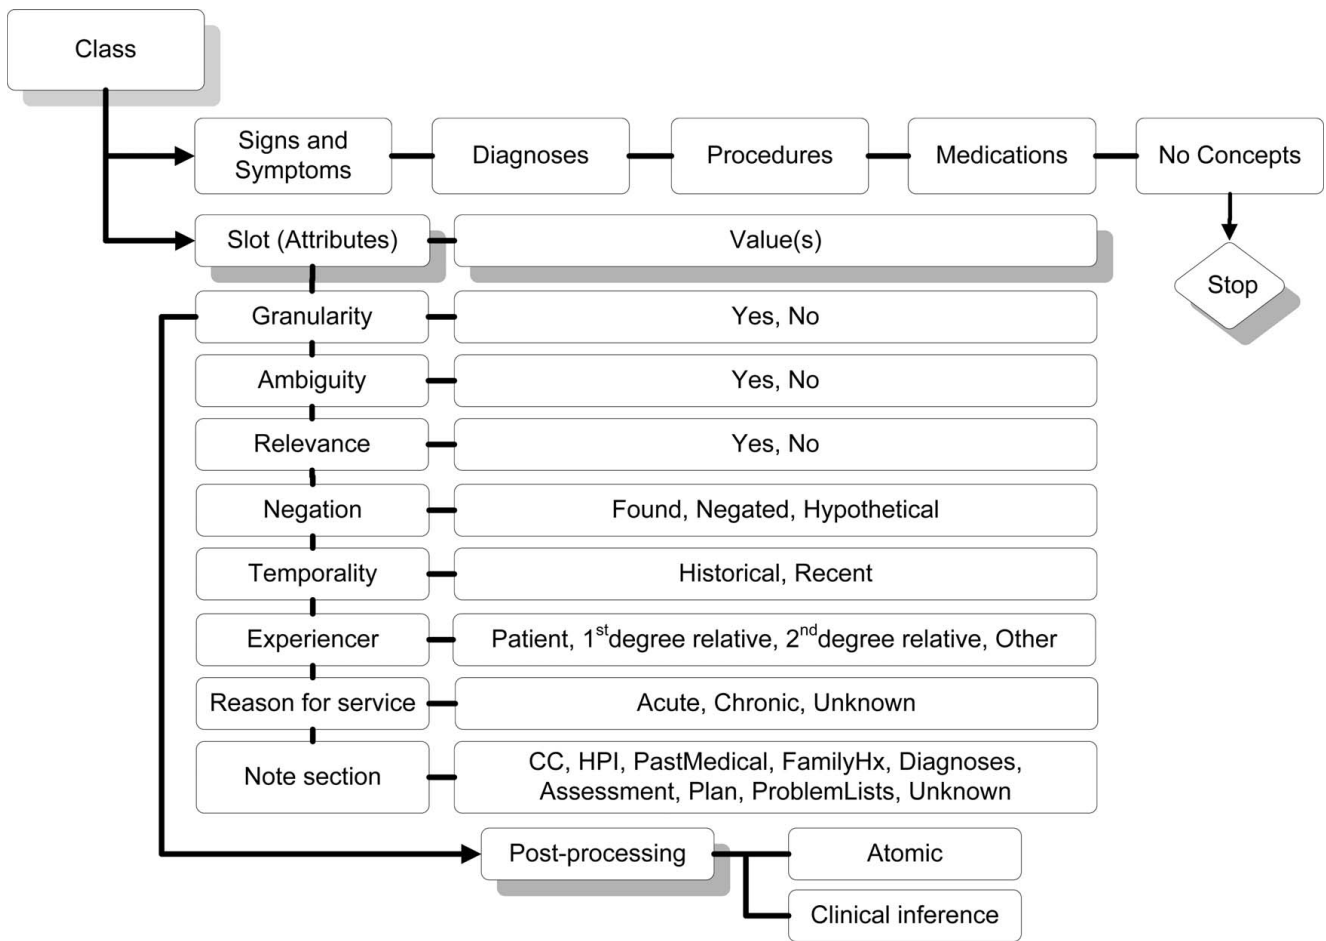 Class
Signs and
Symptoms
Diagnoses
Procedures
Medications
No Concepts
Slot (Attributes)
Value(s)
Stop
Granularity
Yes, No
Ambiguity
Yes, No
Relevance
Yes, No
Negation
Found, Negated, Hypothetical
Temporality
Historical, Recent
Experiencer
Patient, 1st degree relative, 2nd degree relative, Other
Reason for service
Acute, Chronic, Unknown
Note section
CC, HPI, PastMedical, FamilyHx, Diagnoses,
Assessment, Plan, ProblemLists, Unknown
Post-processing
Atomic
Clinical inference